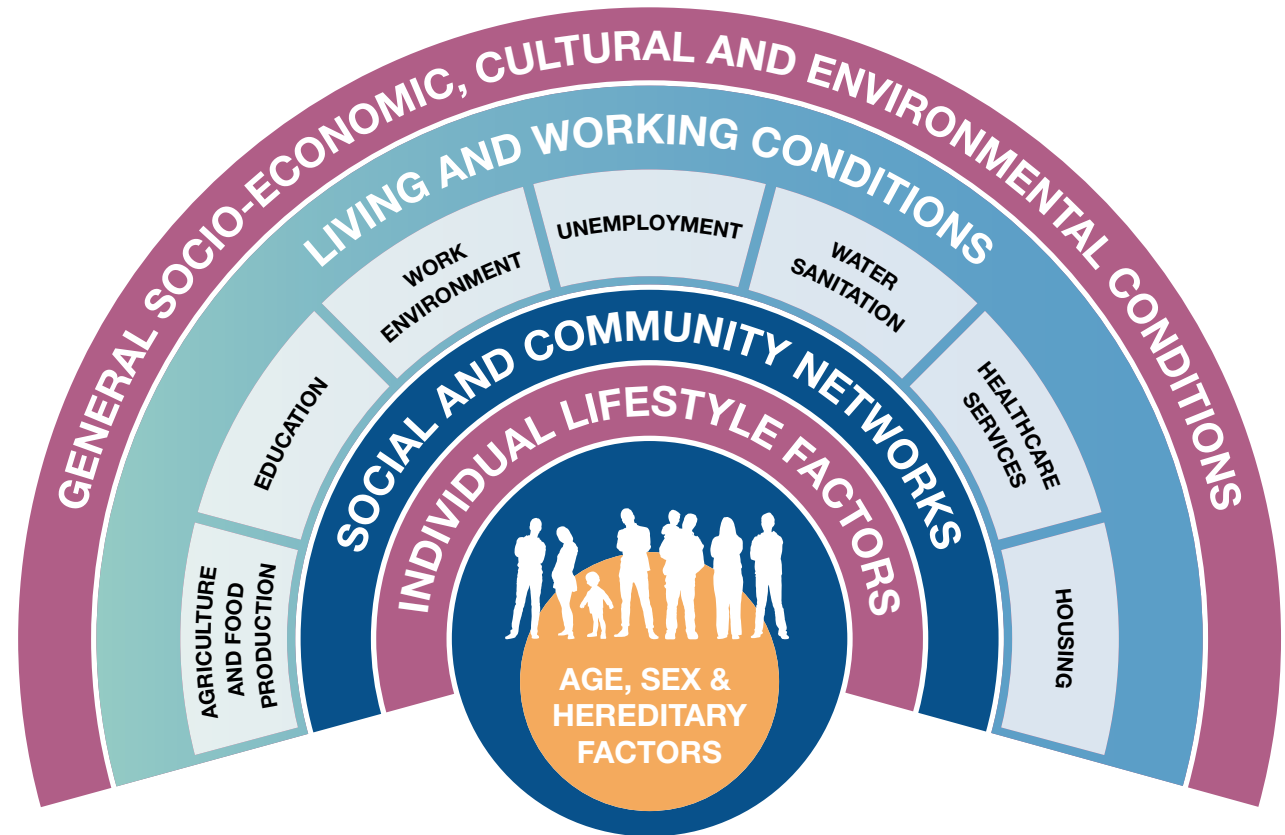 GENERAL SOCIO-ECONOMIC, CULTURAL AND ENVIRONMENTAL CONDITIONS
LIVING AND WORKING CONDITIONS
AGRICULTURE
AND FOOD
PRODUCTION
EDUCATION
WORK
ENVIRONMENT
UNEMPLOYMENT
WATER
SANITATION
HEALTHCARE
SERVICES
HOUSING
SOCIAL AND COMMUNITY NETWORKS
INDIVIDUAL LIFESTYLE FACTORS
AGE, SEX &
HEREDITARY
FACTORS